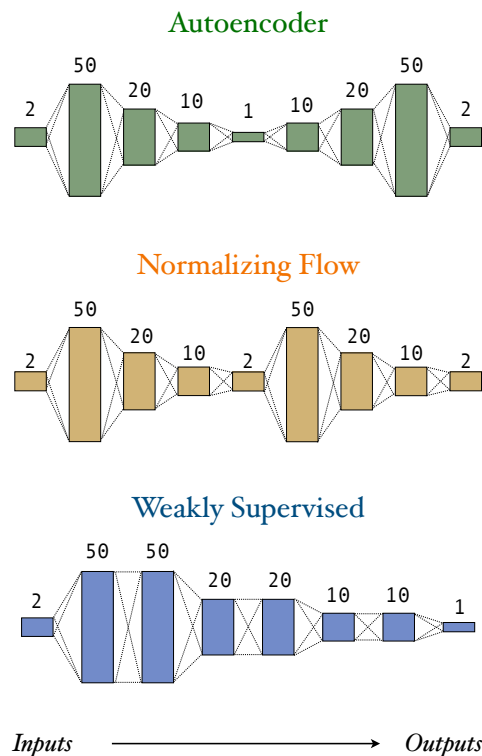 Autoencoder
2 50 20 10 1 10 20 50 2
Normalizing Flow
2 50 20 10 2 50 20 10 2
Weakly Supervised
2 50 50 20 20 10 10 1
Inputs Outputs